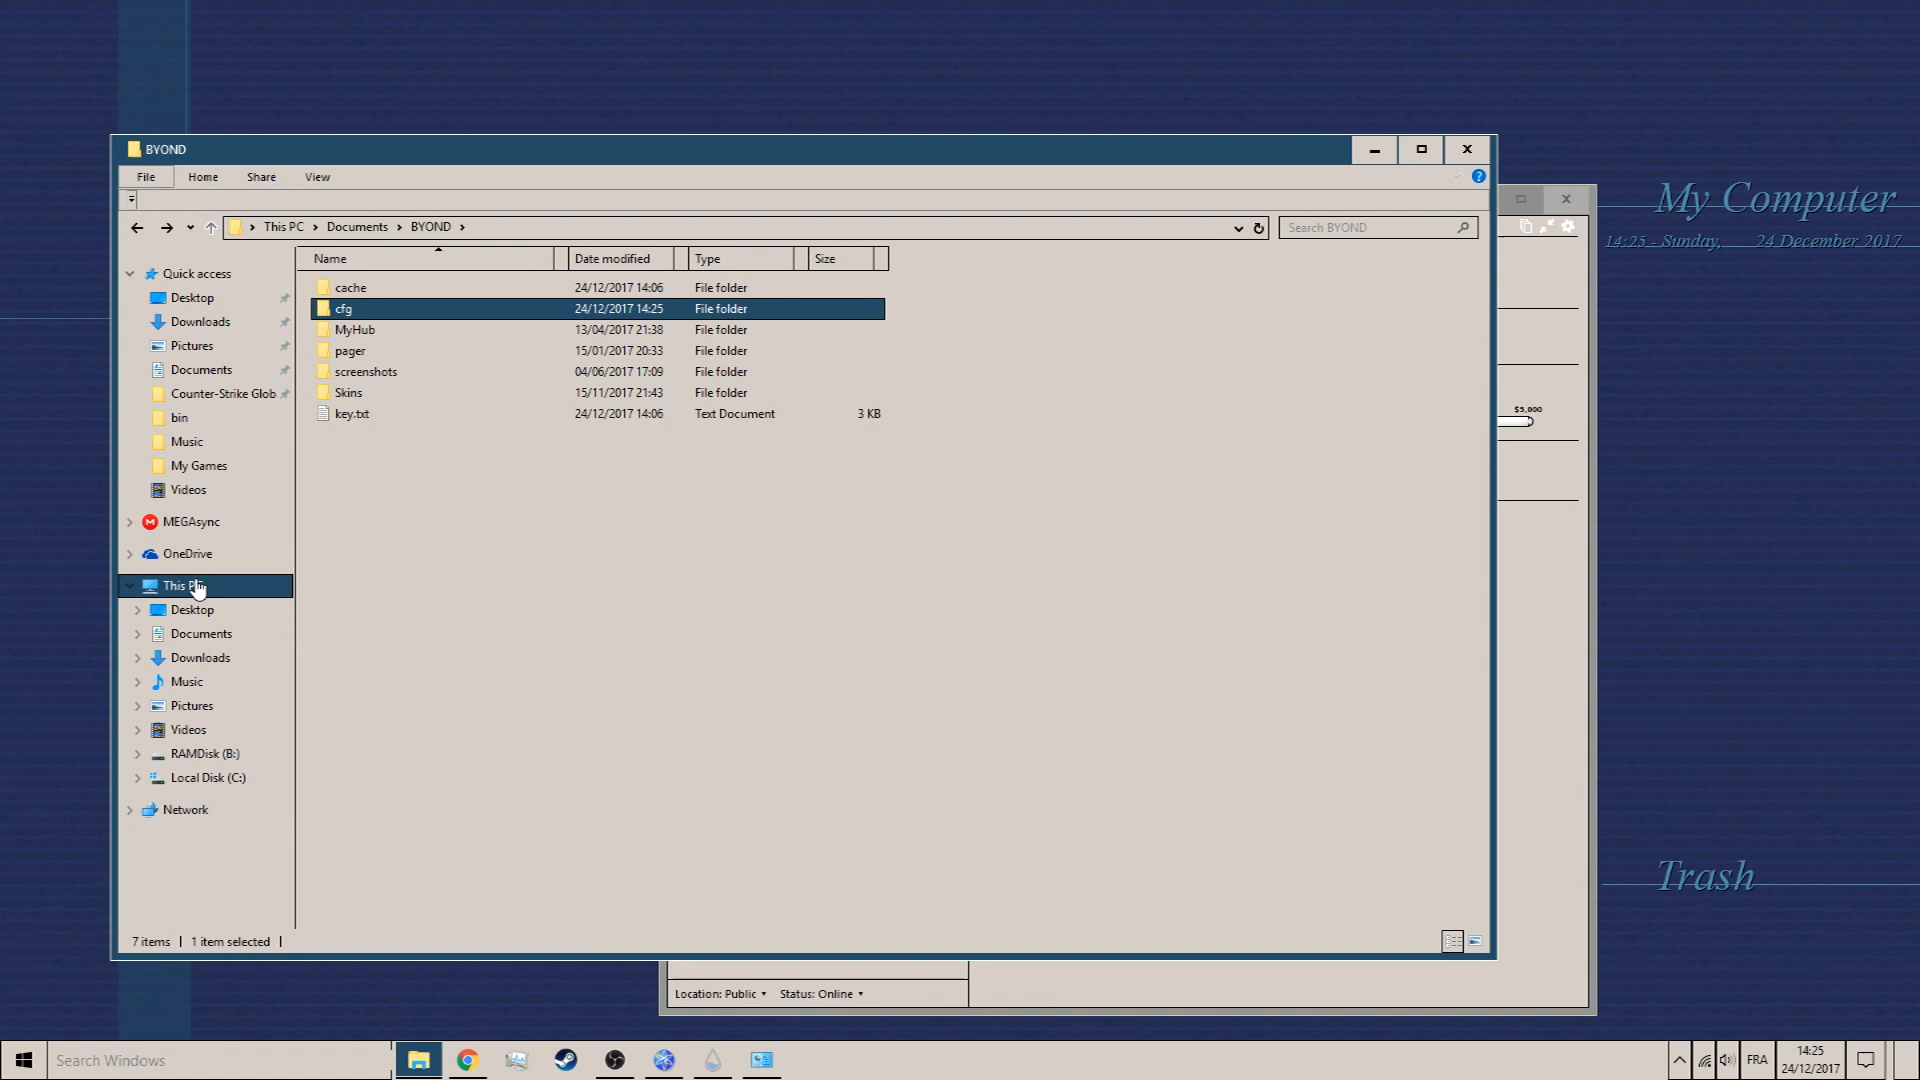 BYOND
File Home Share View
This PC Documents BYOND
Search BYOND
Name Date modified Type Size
cache 24/12/2017 14:06 File folder
cfg 24/12/2017 14:25 File folder
MyHub 13/04/2017 21:38 File folder
pager 15/01/2017 20:33 File folder
screenshots 04/06/2017 17:09 File folder
Skins 15/11/2017 21:43 File folder
key.txt 24/12/2017 14:06 Text Document 3 KB
Quick access
Desktop
Downloads
Pictures
Documents
Counter-Strike Glob
bin
Music
My Games
Videos
MEGAsync
OneDrive
This
Desktop
Documents
Downloads
Music
Pictures
Videos
RAMDisk (B:)
Local Disk (C:)
Network
7 items 1 item selected
$5,000
My Computer
14:25 - Sunday, 24 December 2017
Trash
Location: Public Status: Online
Search Windows
FRA
14:25
24/12/2017